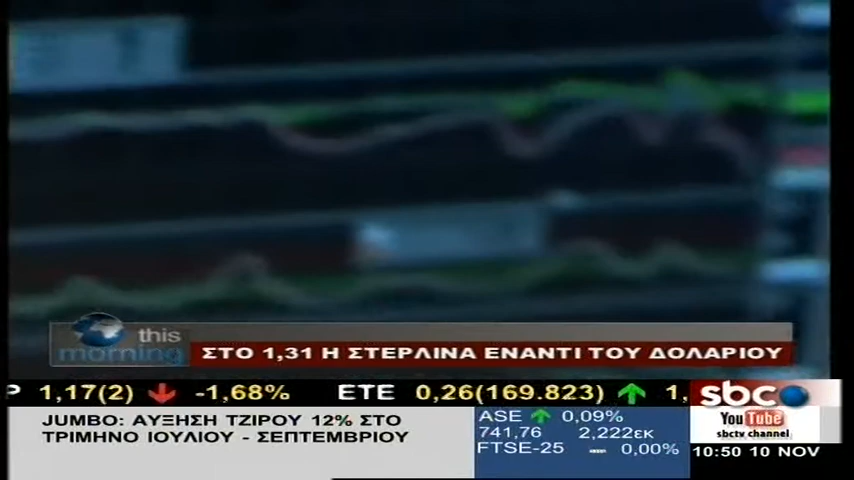 this
morning
ΣΤΟ 1,31 Η ΣΤΕΡΛΙΝΑ ΕΝΑΝΤΙ ΤΟΥ ΔΟΛΑΡΙΟΥ
P 1,17(2) -1,68% ΕΤΕ 0,26(169.823) 1,
sbc
JUMBO: ΑΥΞΗΣΗ ΤΖΙΡΟΥ 12% ΣΤΟ
ΤΡΙΜΗΝΟ ΙΟΥΛΙΟΥ - ΣΕΠΤΕΜΒΡΙΟΥ
ASE 0,09%
741,76 2,222εκ
FTSE-25 0,00%
YouTube
sbctv channel
10:50 10 NOV